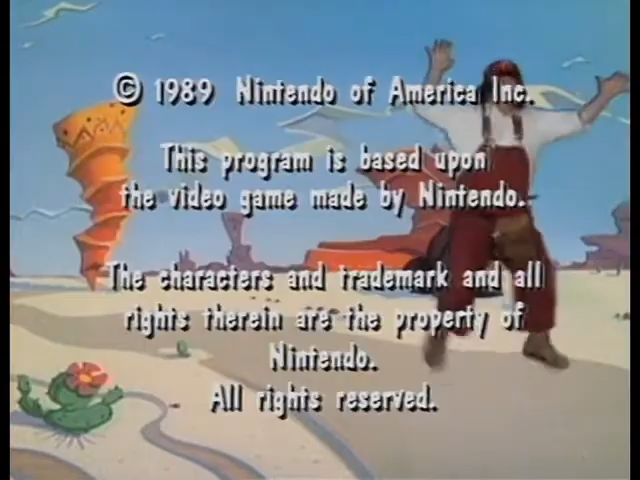 © 1989 Nintendo of America Inc.
This program is based upon
the video game made by Nintendo.
The characters and trademark and all
rights therein are the property of
Nintendo.
All rights reserved.